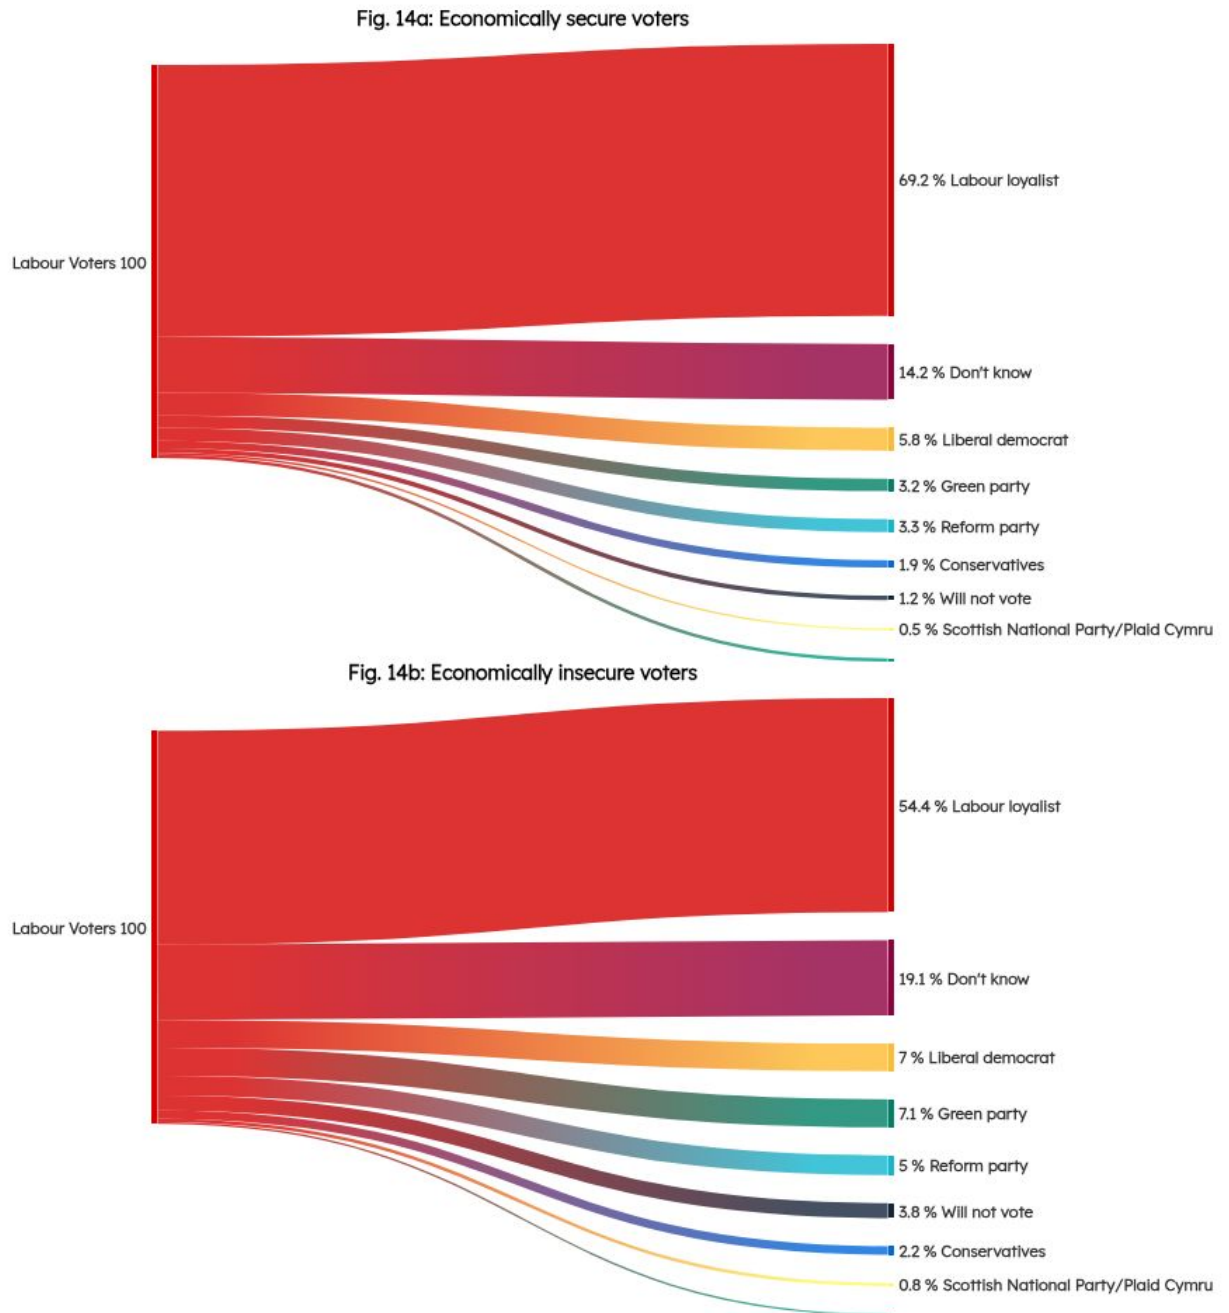 Fig. 14a: Economically secure voters
69.2 % Labour loyalist
Labour Voters 100
14.2 % Don't know
5.8 % Liberal democrat
3.2 % Green party
3.3 % Reform party
1.9 % Conservatives
1.2 % Will not vote
0.5 % Scottish National Party/Plaid Cymru
Fig. 14b: Economically insecure voters
54.4 % Labour loyalist
Labour Voters 100
19.1 % Don't know
7 % Liberal democrat
7.1 % Green party
5 % Reform party
3.8 % Will not vote
2.2 % Conservatives
0.8 % Scottish National Party/Plaid Cymru